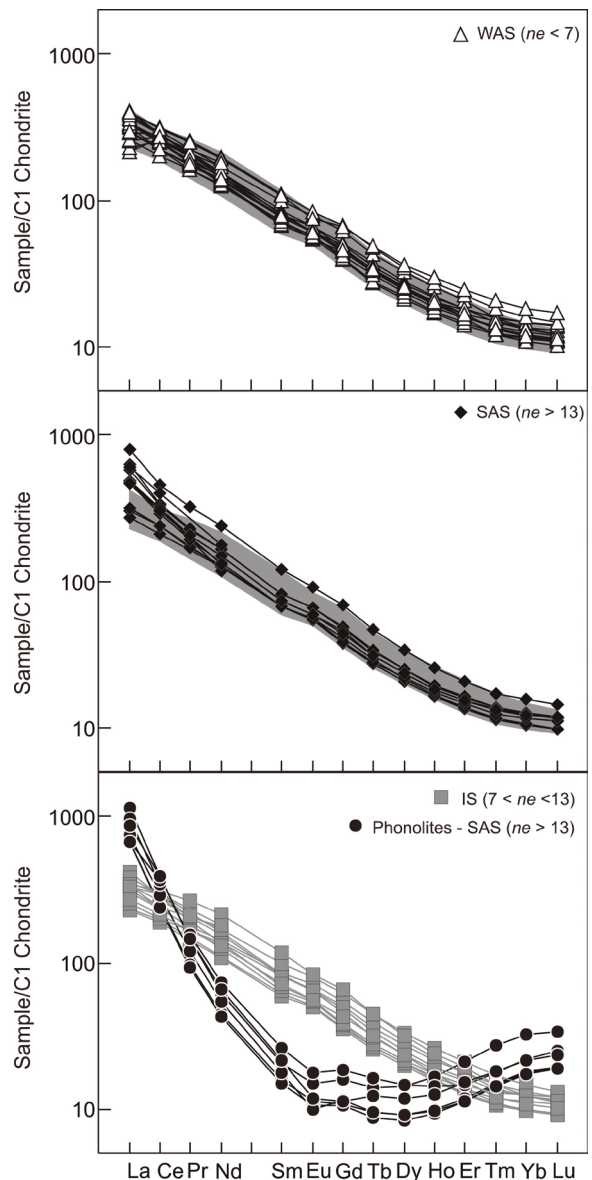 WAS (ne < 7)
1000
100
10
Sample/C1 Chondrite
SAS (ne > 13)
1000
100
10
Sample/C1 Chondrite
IS (7 < ne <13)
Phonolites - SAS (ne > 13)
1000
100
10
Sample/C1 Chondrite
La Ce Pr Nd Sm Eu Gd Tb Dy Ho Er Tm Yb Lu